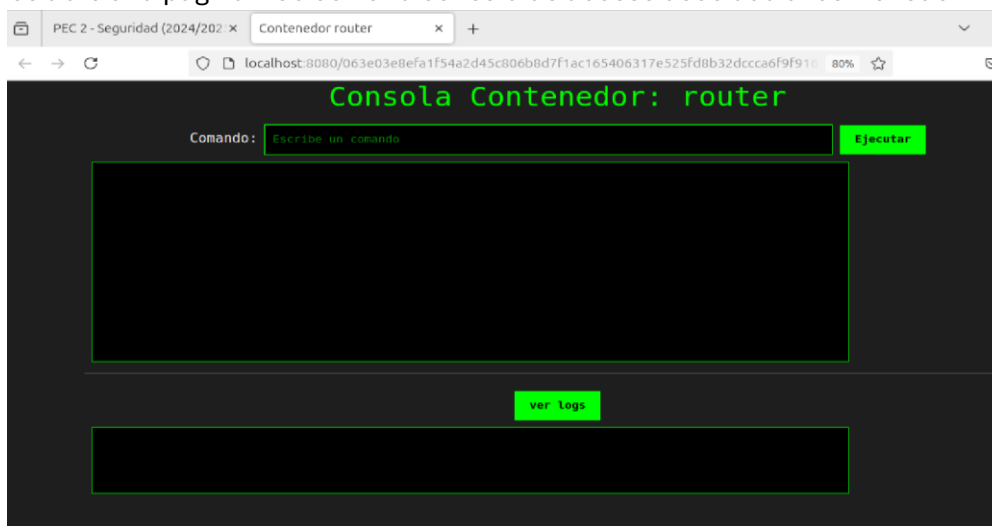 PEC 2 - Seguridad (2024/202
Contenedor router
localhost:8080/063e03e8efa1f54a2d45c806b8d7f1ac165406317e525fd8b32dccca6f9f916
80%
Consola Contenedor: router
Comando: Escribe un comando Ejecutar
ver logs